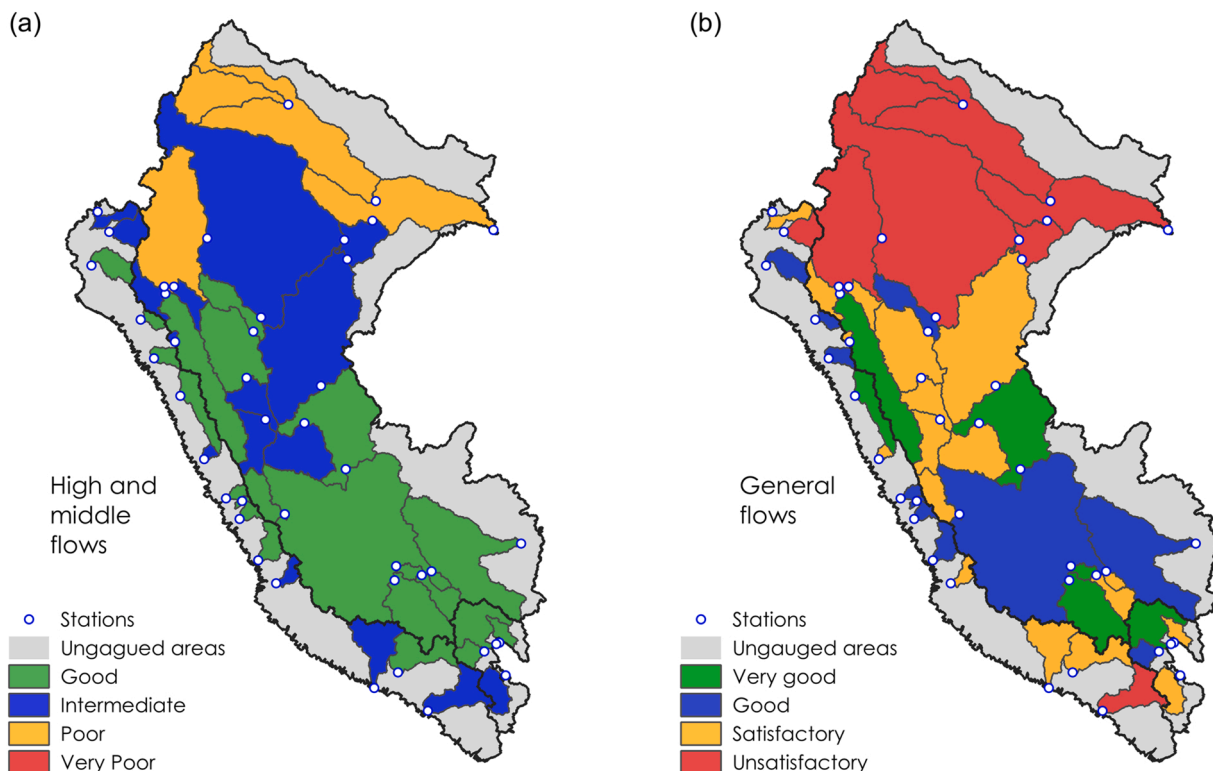 (a)
High and
middle
flows
Stations
Ungagued areas
Good
Intermediate
Poor
Very Poor
(b)
General
flows
Stations
Ungauged areas
Very good
Good
Satisfactory
Unsatisfactory